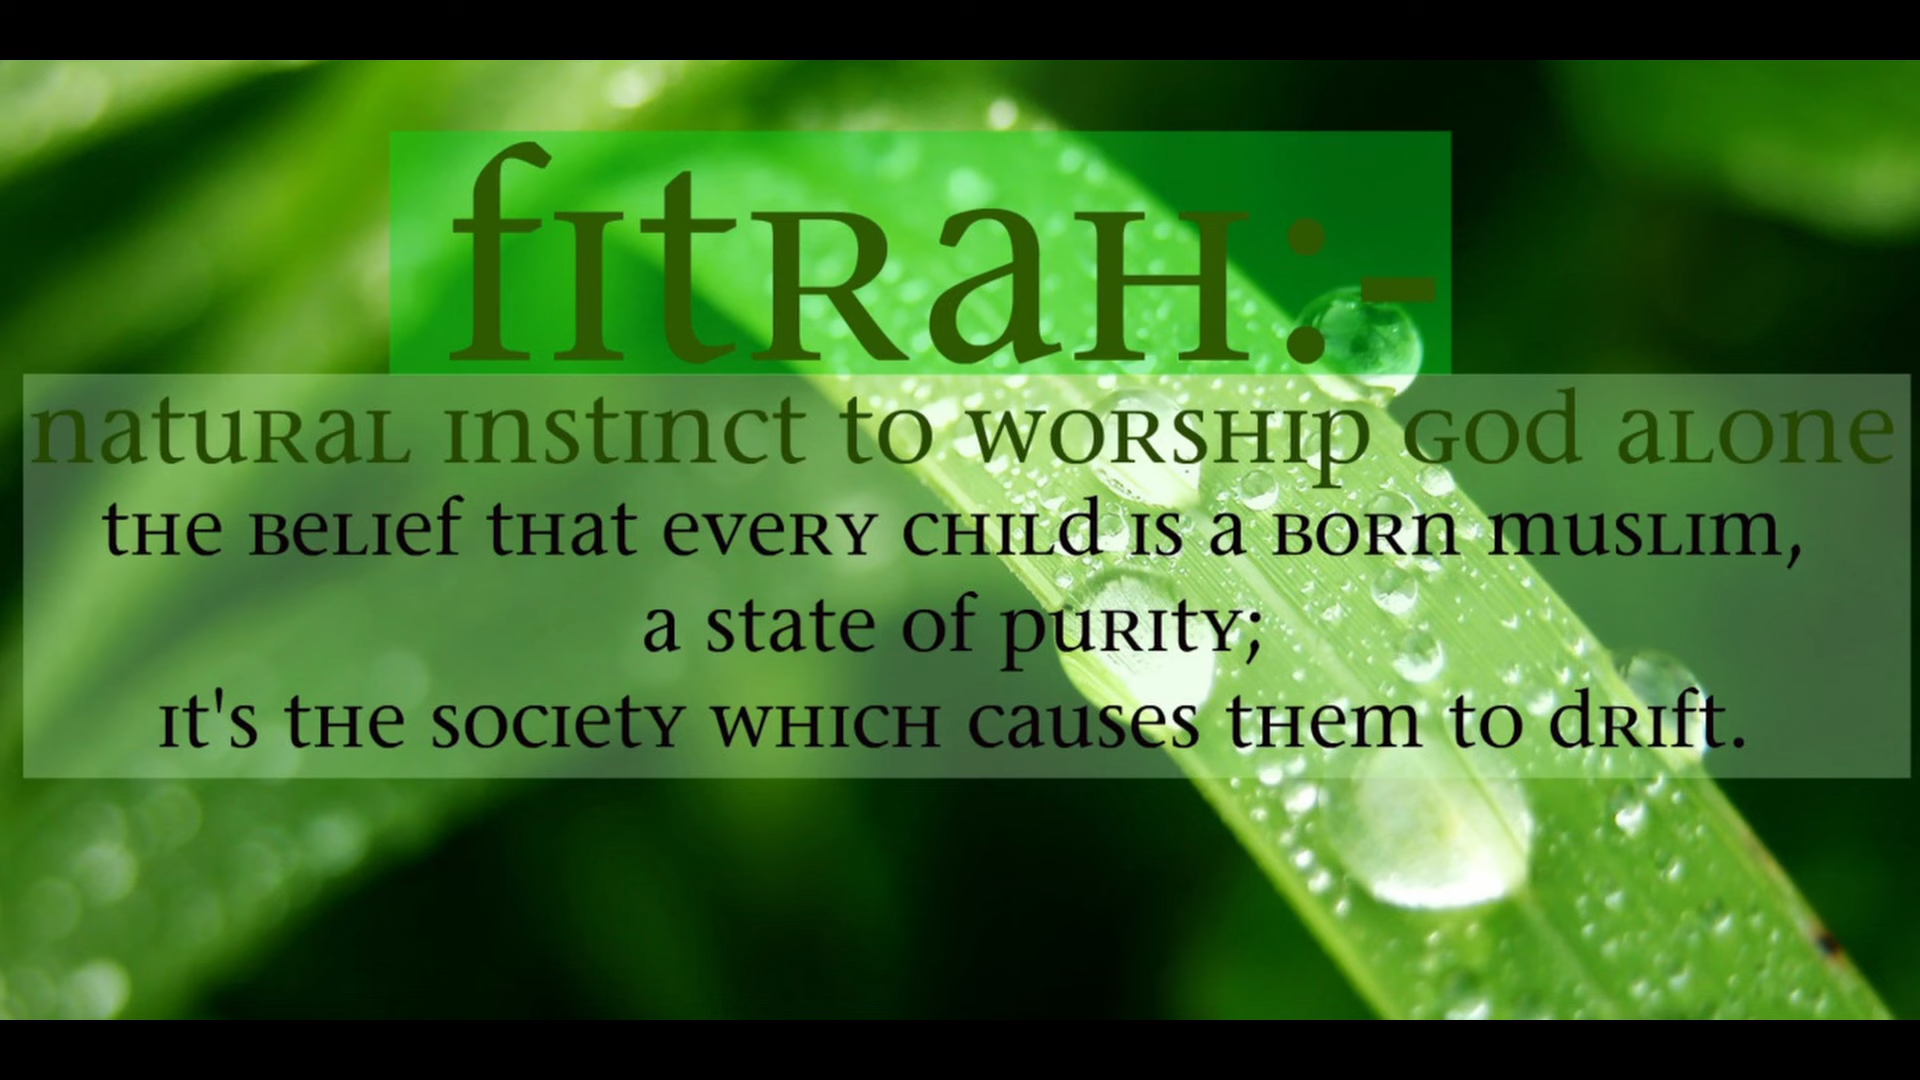 fitrah:-
natural instinct to worship God alone
the belief that every child is a born muslim,
a state of purity;
it's the society which causes them to drift.